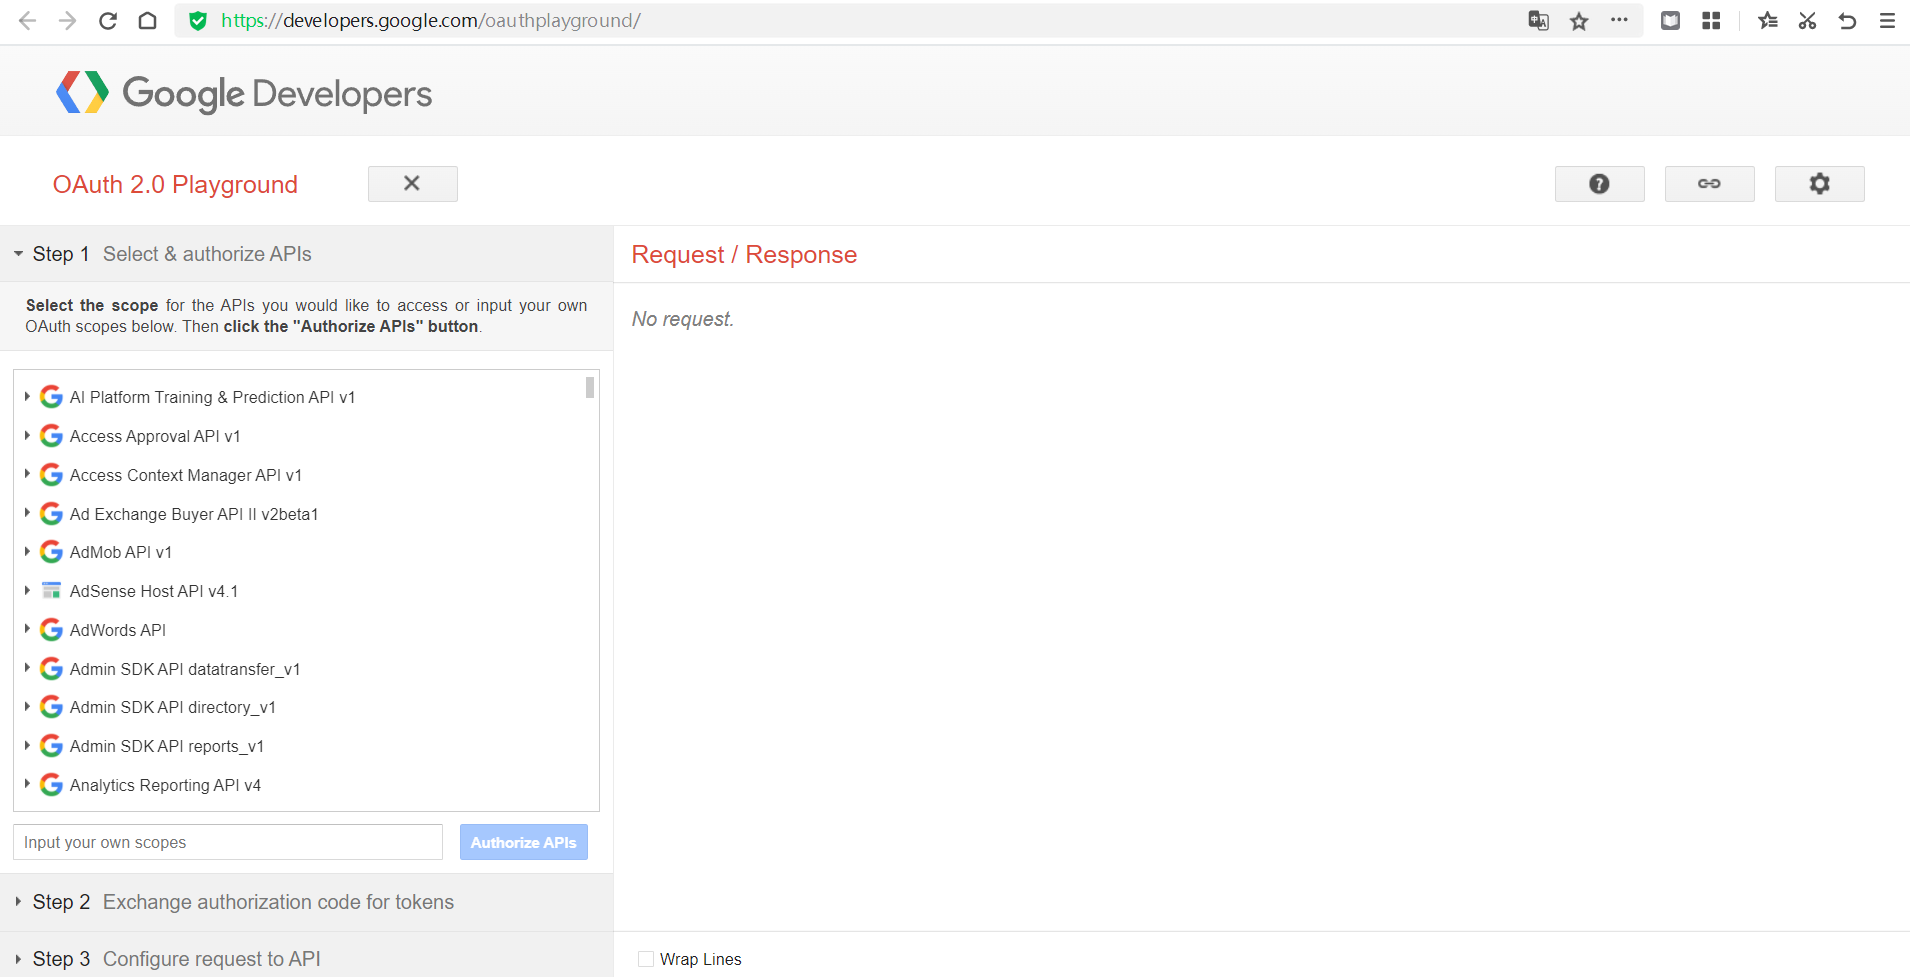 https://developers.google.com/oauthplayground/
Google Developers
OAuth 2.0 Playground
Step 1 Select & authorize APIs
Select the scope for the APIs you would like to access or input your own
OAuth scopes below. Then click the "Authorize APIs" button.
AI Platform Training & Prediction API v1
Access Approval API v1
Access Context Manager API v1
Ad Exchange Buyer API II v2beta1
AdMob API v1
AdSense Host API v4.1
AdWords API
Admin SDK API datatransfer_v1
Admin SDK API directory_v1
Admin SDK API reports_v1
Analytics Reporting API v4
Input your own scopes
Authorize APIs
Step 2 Exchange authorization code for tokens
Step 3 Configure request to API
Request / Response
No request.
Wrap Lines